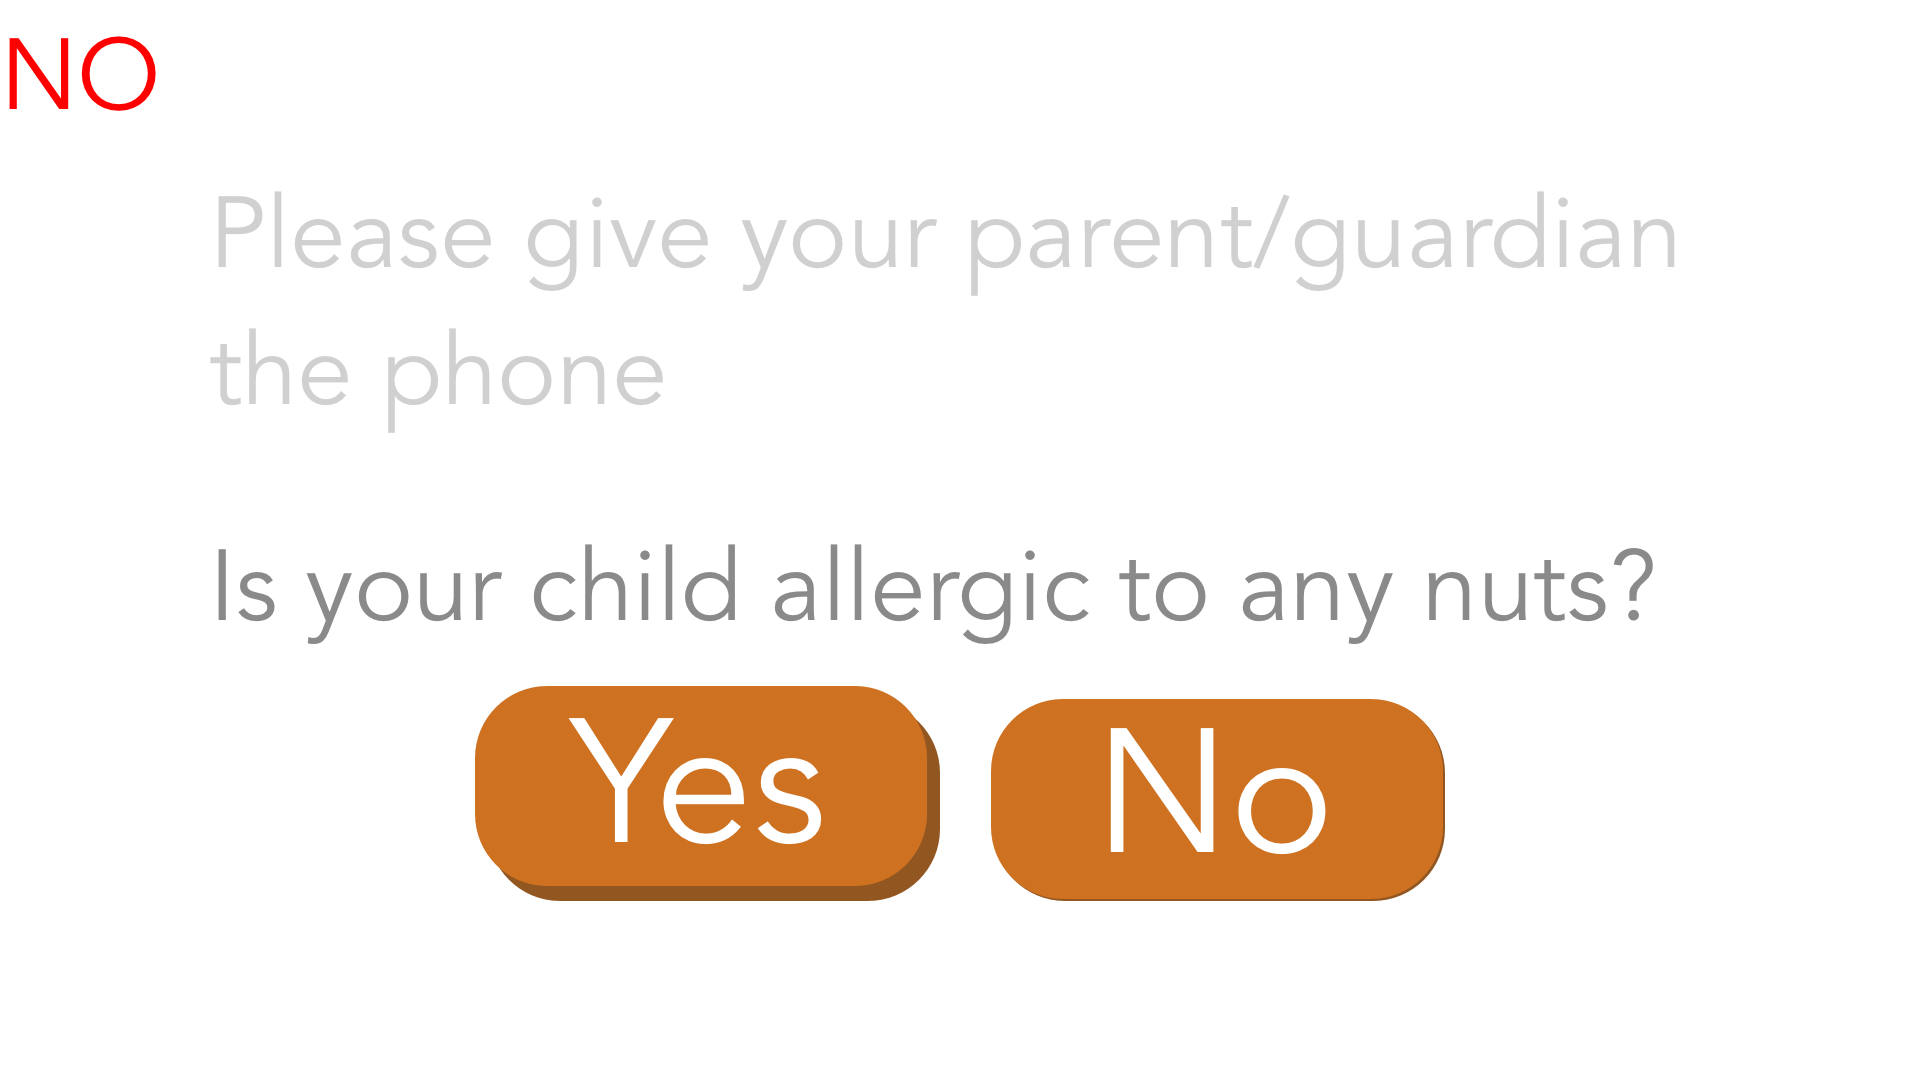 NO
Please give your parent/guardian
the phone
Is your child allergic to any nuts?
Yes No